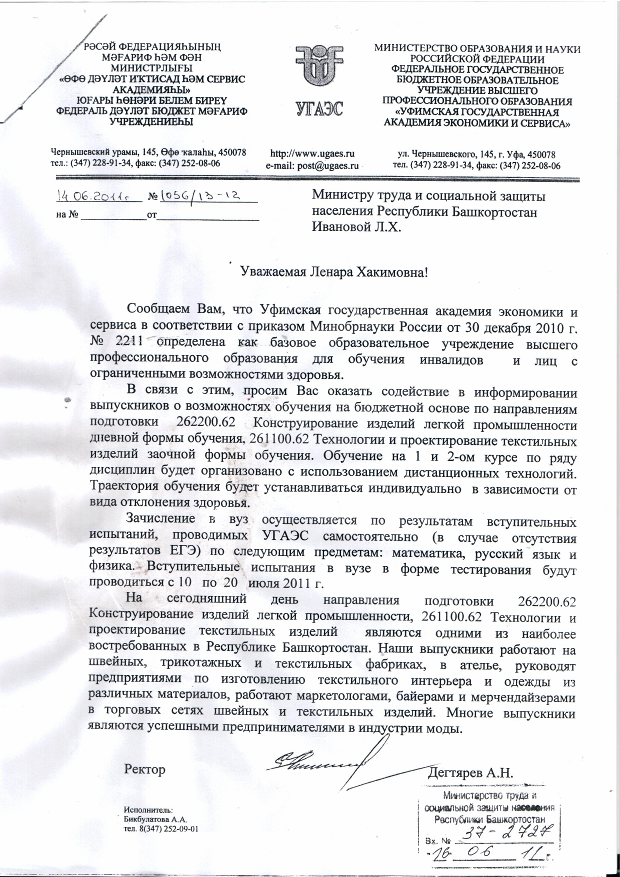 РӘСӘЙ ФЕДЕРАЦИЯҺЫНЫҢ
МӘҒАРИФ ҺӘМ ФӘН
МИНИСТРЛЫҒЫ
«ӨФӨ ДӘҮЛӘТ ИҠТИСАД ҺӘМ СЕРВИС
АКАДЕМИЯҺЫ»
ЮҒАРЫ ҺӨНӘРИ БЕЛЕМ БИРЕҮ
ФЕДЕРАЛЬ ДӘҮЛӘТ БЮДЖЕТ МӘҒАРИФ
УЧРЕЖДЕНИЕҺЫ
Чернышевский урамы, 145, Өфө ҡалаһы, 450078
тел.: (347) 228-91-34, факс: (347) 252-08-06
УГАЭС
http://www.ugaes.ru
e-mail: post@ugaes.ru
МИНИСТЕРСТВО ОБРАЗОВАНИЯ И НАУКИ
РОССИЙСКОЙ ФЕДЕРАЦИИ
ФЕДЕРАЛЬНОЕ ГОСУДАРСТВЕННОЕ
БЮДЖЕТНОЕ ОБРАЗОВАТЕЛЬНОЕ
УЧРЕЖДЕНИЕ ВЫСШЕГО
ПРОФЕССИОНАЛЬНОГО ОБРАЗОВАНИЯ
«УФИМСКАЯ ГОСУДАРСТВЕННАЯ
АКАДЕМИЯ ЭКОНОМИКИ И СЕРВИСА»
ул. Чернышевского, 145, г. Уфа, 450078
тел.: (347) 228-91-34, факс: (347) 252-08-06
14.06.2011г № 1056/13-12
на № ____________ от ____________
Министру труда и социальной защиты
населения Республики Башкортостан
Ивановой Л.Х.
Уважаемая Ленара Хакимовна!
Сообщаем Вам, что Уфимская государственная академия экономики и
сервиса в соответствии с приказом Минобрнауки России от 30 декабря 2010 г.
№ 2211 определена как базовое образовательное учреждение высшего
профессионального образования для обучения инвалидов и лиц с
ограниченными возможностями здоровья.
В связи с этим, просим Вас оказать содействие в информировании
выпускников о возможностях обучения на бюджетной основе по направлениям
подготовки 262200.62 Конструирование изделий легкой промышленности
дневной формы обучения, 261100.62 Технологии и проектирование текстильных
изделий заочной формы обучения. Обучение на 1 и 2-ом курсе по ряду
дисциплин будет организовано с использованием дистанционных технологий.
Траектория обучения будет устанавливаться индивидуально в зависимости от
вида отклонения здоровья.
Зачисление в вуз осуществляется по результатам вступительных
испытаний, проводимых УГАЭС самостоятельно (в случае отсутствия
результатов ЕГЭ) по следующим предметам: математика, русский язык и
физика. Вступительные испытания в вузе в форме тестирования будут
проводиться с 10 по 20 июля 2011 г.
На сегодняшний день направления подготовки 262200.62
Конструирование изделий легкой промышленности, 261100.62 Технологии и
проектирование текстильных изделий являются одними из наиболее
востребованных в Республике Башкортостан. Наши выпускники работают на
швейных, трикотажных и текстильных фабриках, в ателье, руководят
предприятиями по изготовлению текстильного интерьера и одежды из
различных материалов, работают маркетологами, байерами и мерчендайзерами
в торговых сетях швейных и текстильных изделий. Многие выпускники
являются успешными предпринимателями в индустрии моды.
Ректор Дегтярев А.Н.
Исполнитель:
Бикбулатова А.А.
тел. 8(347) 252-09-01
Министерство труда и
социальной защиты населения
Республики Башкортостан
Вх. № 37-2727
16 06 11 г.